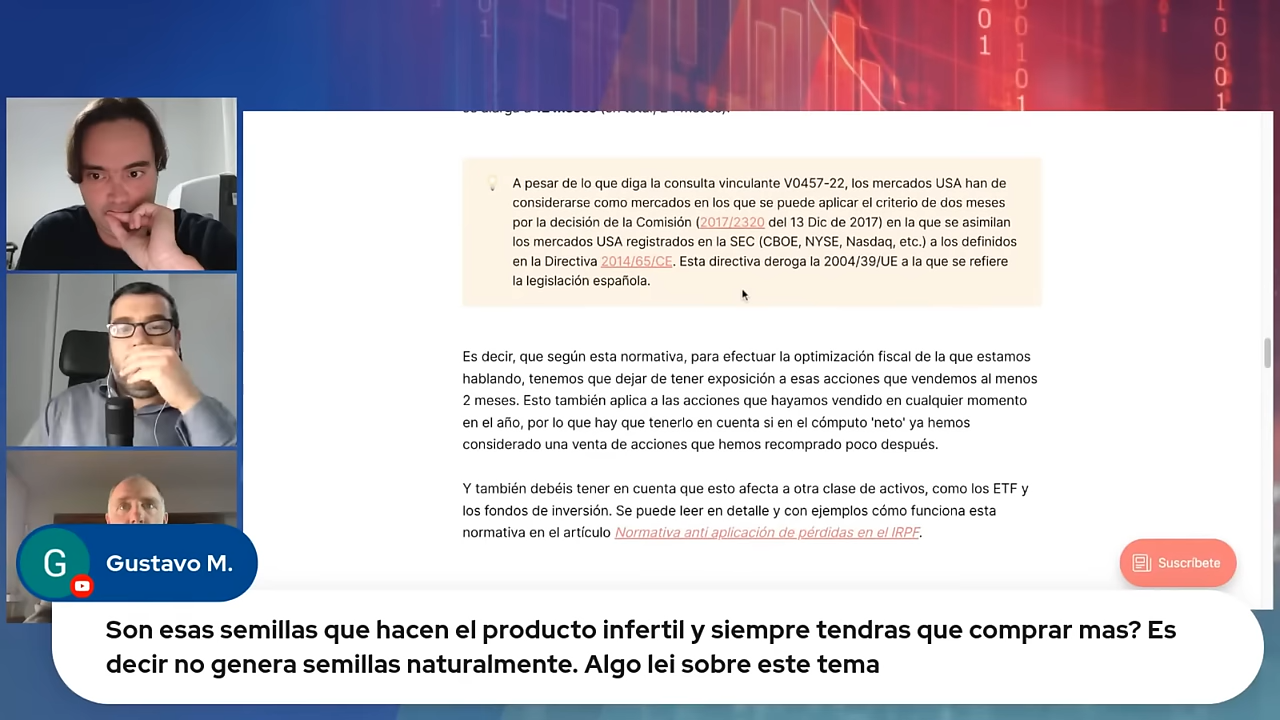 A pesar de lo que diga la consulta vinculante V0457-22, los mercados USA han de
considerarse como mercados en los que se puede aplicar el criterio de dos meses
por la decisión de la Comisión (2017/2320 del 13 Dic de 2017) en la que se asimilan
los mercados USA registrados en la SEC (CBOE, NYSE, Nasdaq, etc.) a los definidos
en la Directiva 2014/65/CE. Esta directiva deroga la 2004/39/UE a la que se refiere
la legislación española.
Es decir, que según esta normativa, para efectuar la optimización fiscal de la que estamos
hablando, tenemos que dejar de tener exposición a esas acciones que vendemos al menos
2 meses. Esto también aplica a las acciones que hayamos vendido en cualquier momento
en el año, por lo que hay que tenerlo en cuenta si en el cómputo 'neto' ya hemos
considerado una venta de acciones que hemos recomprado poco después.
Y también debéis tener en cuenta que esto afecta a otra clase de activos, como los ETF y
los fondos de inversión. Se puede leer en detalle y con ejemplos cómo funciona esta
normativa en el artículo Normativa anti aplicación de pérdidas en el IRPF.
Suscríbete
G
Gustavo M.
Son esas semillas que hacen el producto infertil y siempre tendras que comprar mas? Es
decir no genera semillas naturalmente. Algo lei sobre este tema